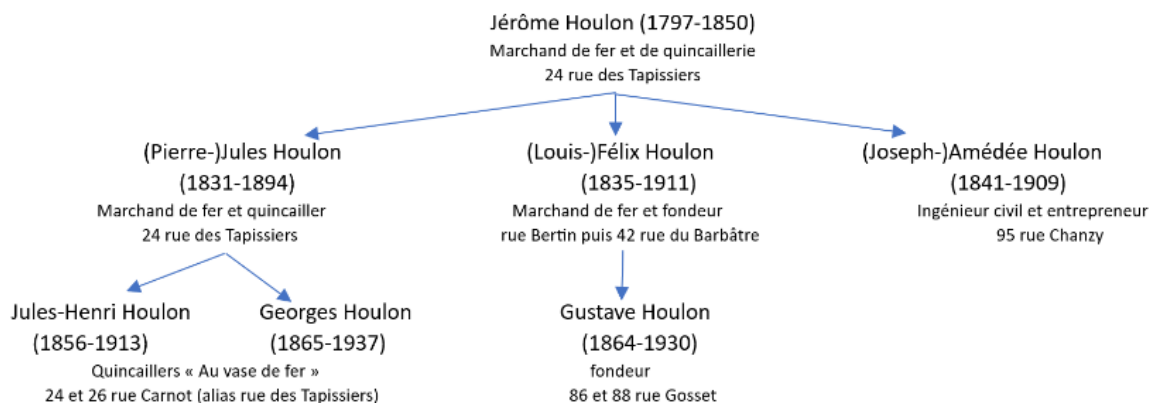 Jérôme Houlon (1797-1850)
Marchand de fer et de quincaillerie
24 rue des Tapissiers
(Pierre-)Jules Houlon
(1831-1894)
Marchand de fer et quincailler
24 rue des Tapissiers
(Louis-)Félix Houlon
(1835-1911)
Marchand de fer et fondeur
rue Bertin puis 42 rue du Barbâtre
(Joseph-)Amédée Houlon
(1841-1909)
Ingénieur civil et entrepreneur
95 rue Chanzy
Jules-Henri Houlon
(1856-1913)
Georges Houlon
(1865-1937)
Quincaillers « Au vase de fer »
24 et 26 rue Carnot (alias rue des Tapissiers)
Gustave Houlon
(1864-1930)
fondeur
86 et 88 rue Gosset